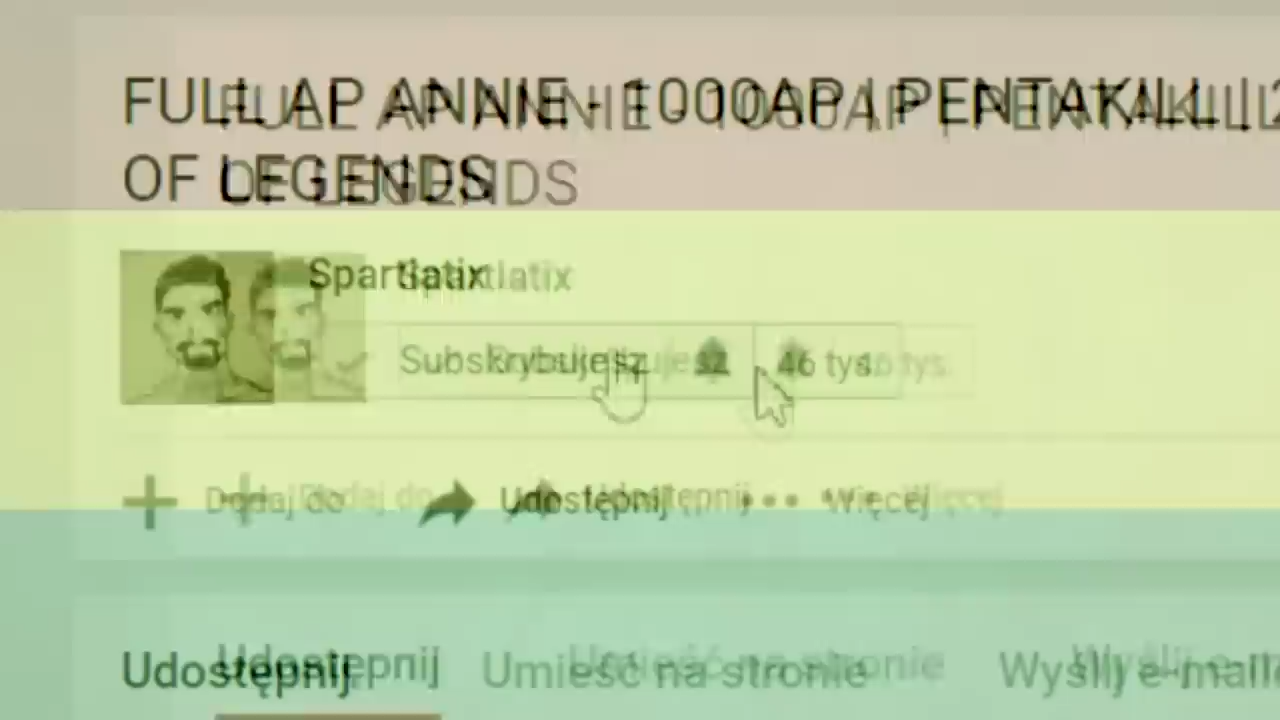 FULL AP ANNIE - 1000AP | PENTAKILL | 2
OF LEGENDS
Spartiatix
Subskrybujesz 46 tys.
Dodaj do Udostępnij ••• Więcej
Udostępnij Umieść na stronie Wyślij e-mail